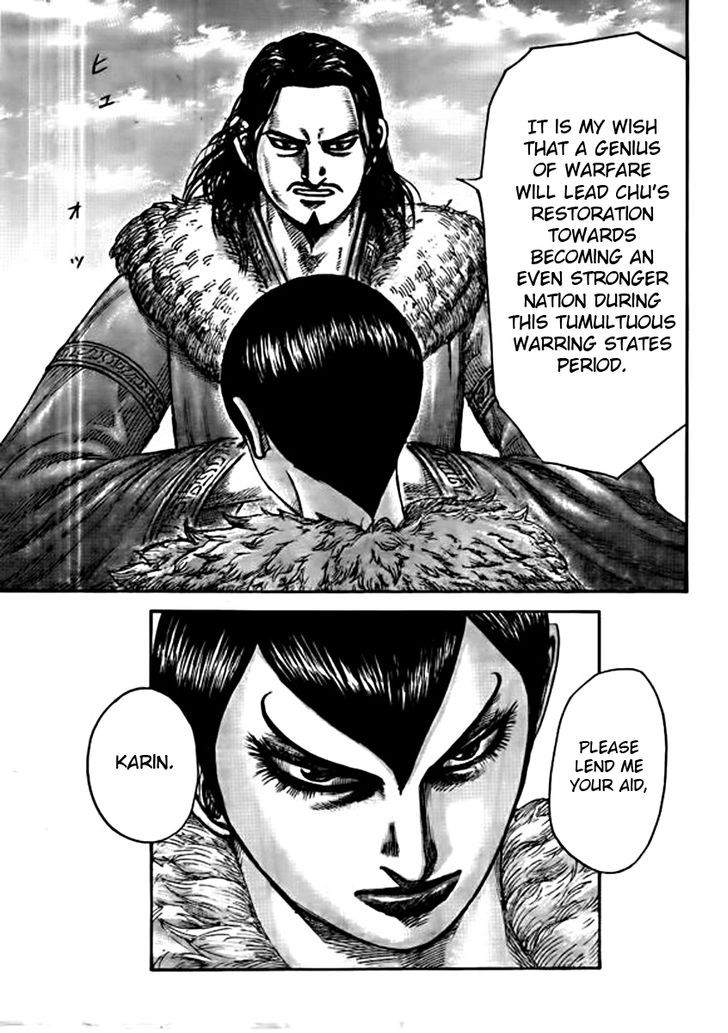 IT IS MY WISH
THAT A GENIUS
OF WARFARE
WILL LEAD CHU'S
RESTORATION
TOWARDS
BECOMING AN
EVEN STRONGER
NATION DURING
THIS TUMULTUOUS
WARRING STATES
PERIOD.
ヒュオッ
PLEASE
LEND ME
YOUR AID,
KARIN.